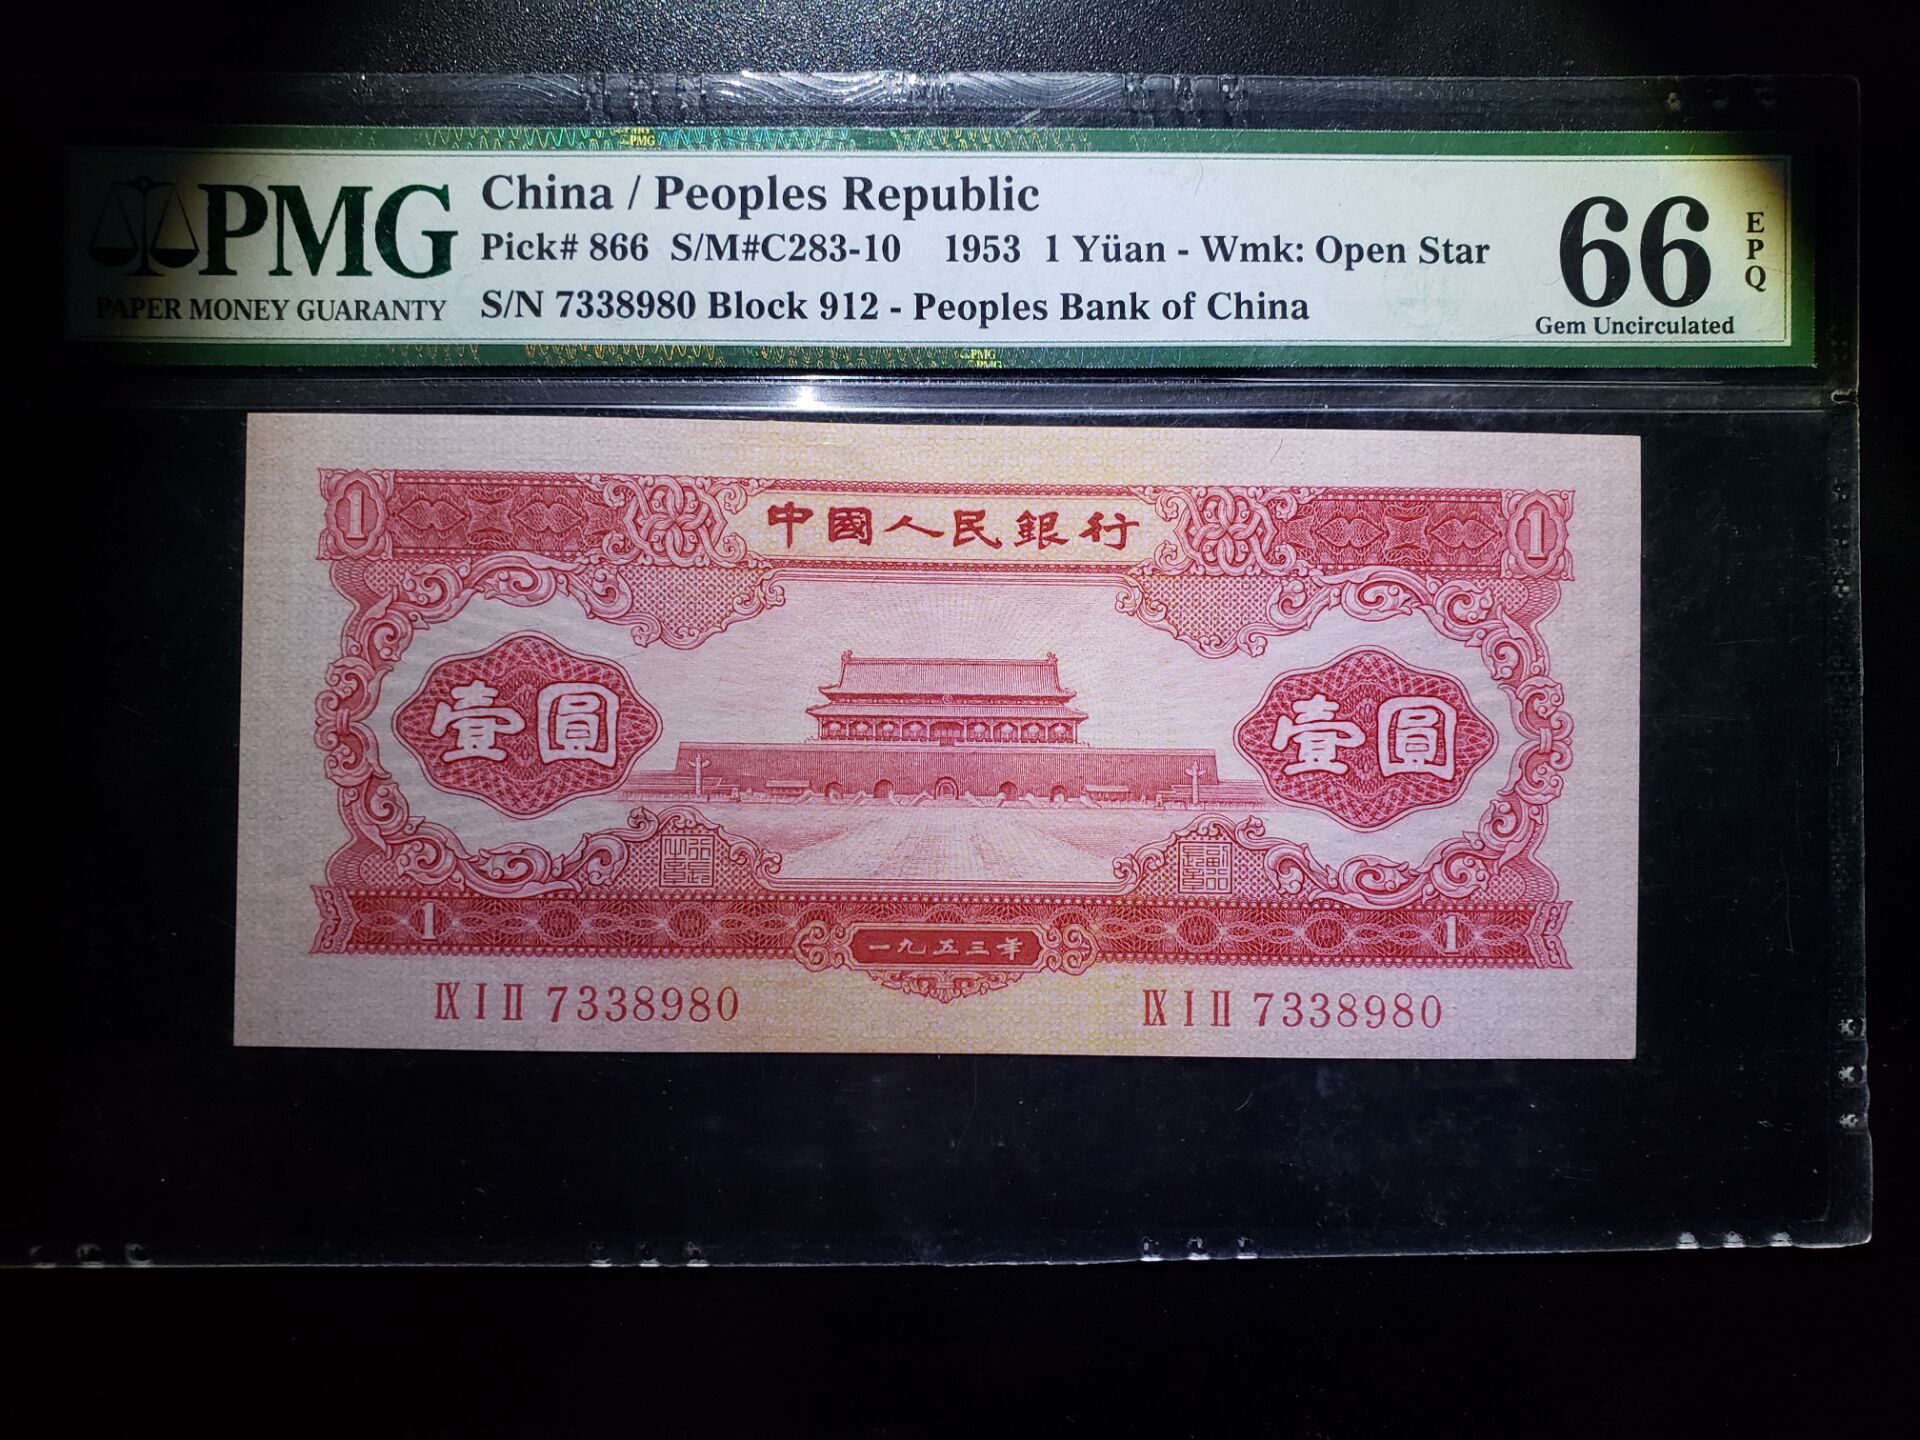 PMG
PAPER MONEY GUARANTY
China / Peoples Republic
Pick# 866 S/M#C283-10 1953 1 Yüan - Wmk: Open Star
S/N 7338980 Block 912 - Peoples Bank of China
66
EPQ
Gem Uncirculated
PMG
PMG
1 中國人民銀行 1
壹圓 壹圓
1 一九五三年 1
IX I II 7338980 IX I II 7338980